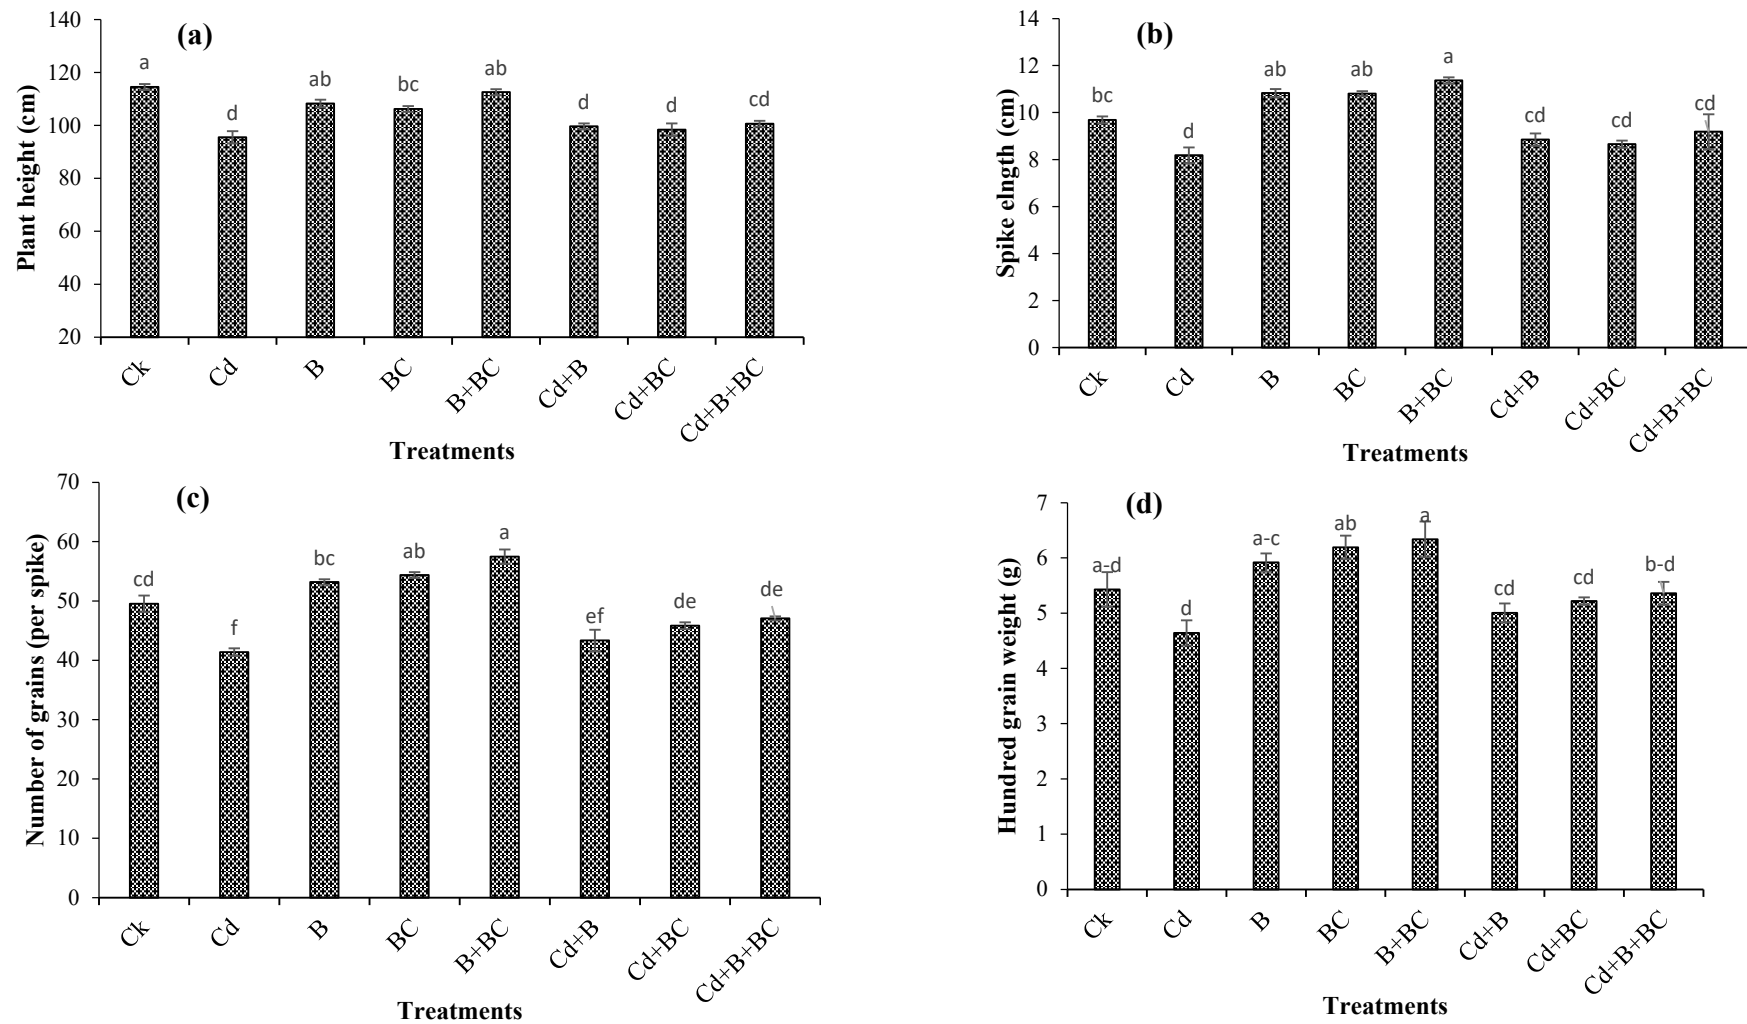 (a)
Plant height (cm)
140
120
100
80
60
40
20
a
d
ab
bc
ab
d
d
cd
Ck
Cd
B
BC
B+BC
Cd+B
Cd+BC
Cd+B+BC
Treatments
(b)
Spike elngth (cm)
14
12
10
8
6
4
2
0
bc
d
ab
ab
a
cd
cd
cd
Ck
Cd
B
BC
B+BC
Cd+B
Cd+BC
Cd+B+BC
Treatments
(c)
Number of grains (per spike)
70
60
50
40
30
20
10
0
cd
f
bc
ab
a
ef
de
de
Ck
Cd
B
BC
B+BC
Cd+B
Cd+BC
Cd+B+BC
Treatments
(d)
Hundred grain weight (g)
7
6
5
4
3
2
1
0
a-d
d
a-c
ab
a
cd
cd
b-d
Ck
Cd
B
BC
B+BC
Cd+B
Cd+BC
Cd+B+BC
Treatments